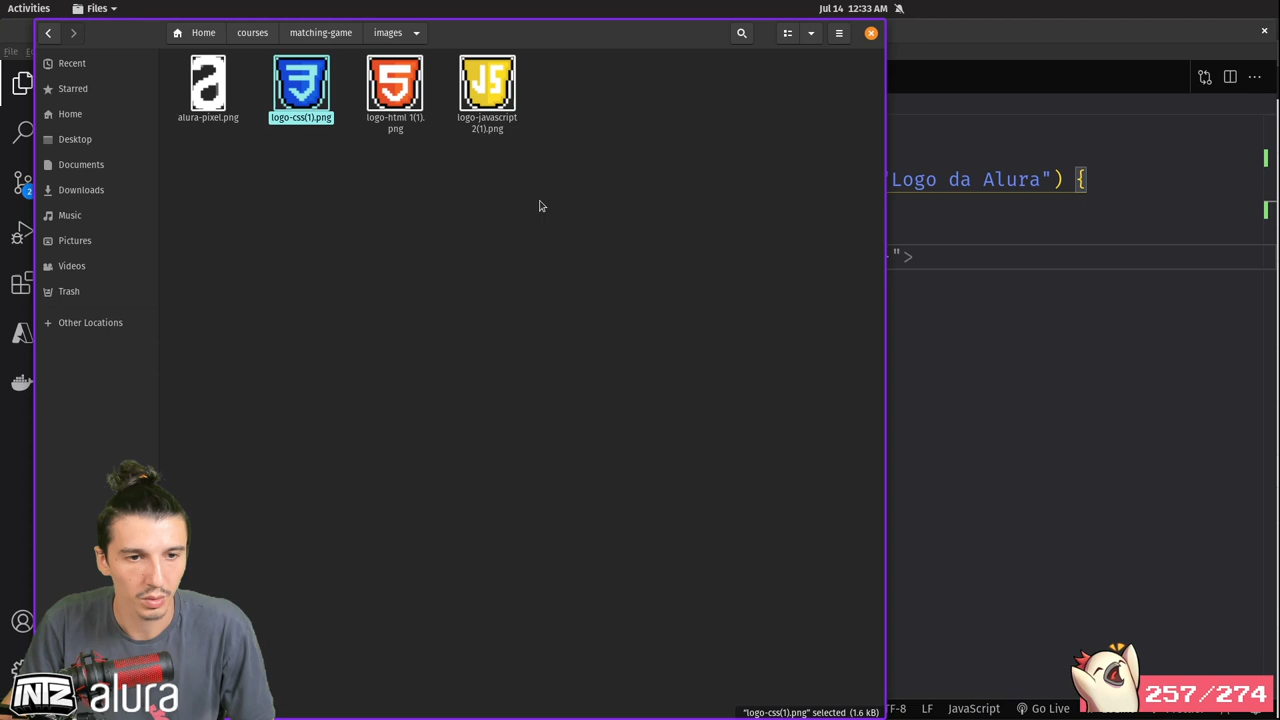 Activities
Files
Jul 14 12:33 AM
Home
courses
matching-game
images
File
Recent
Starred
Home
Desktop
Documents
Downloads
Music
Pictures
Videos
Trash
Other Locations
alura-pixel.png
logo-css(1).png
logo-html 1(1).
png
logo-javascript
2(1).png
"Logo da Alura") {
">
2
INTZ alura
257/274
"logo-css(1).png" selected (1.6 kB)
LF
JavaScript
Go Live